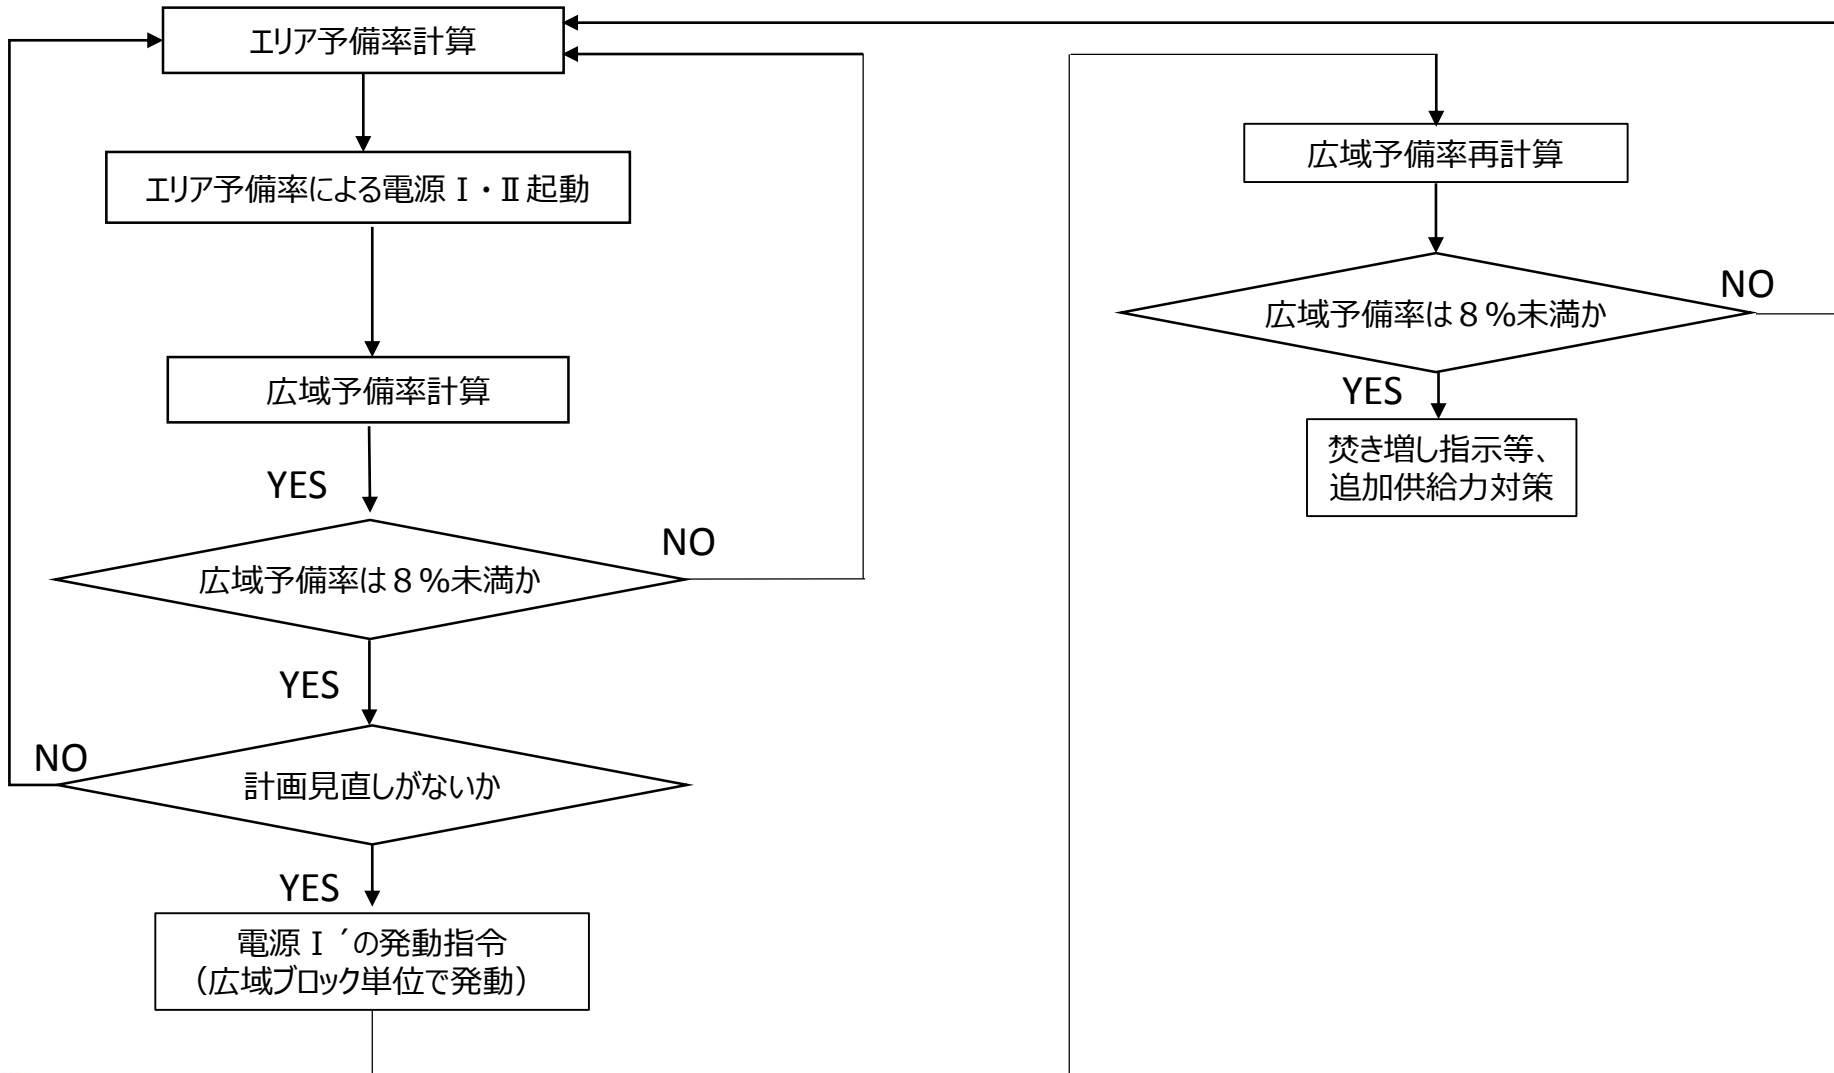 エリア予備率計算
エリア予備率による電源Ⅰ・Ⅱ起動
広域予備率計算
YES
広域予備率は８％未満か
NO
YES
計画見直しがないか
NO
YES
電源Ⅰ´の発動指令
（広域ブロック単位で発動）
広域予備率再計算
広域予備率は８％未満か
NO
YES
焚き増し指示等、
追加供給力対策